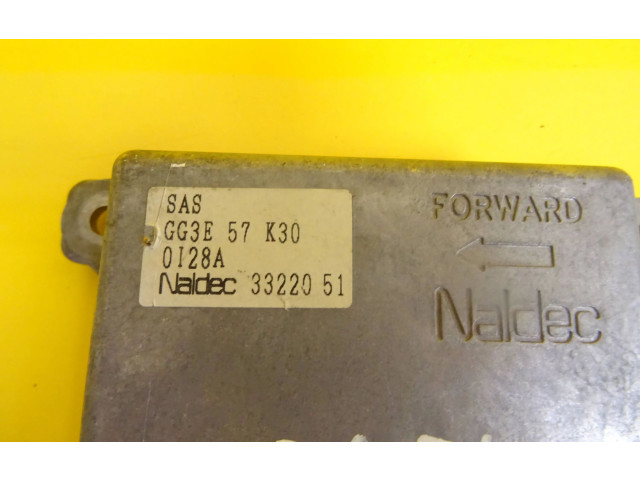 SAS
GG3E 57 K30
0I28A
Naldec 33220 51
FORWARD
Naldec